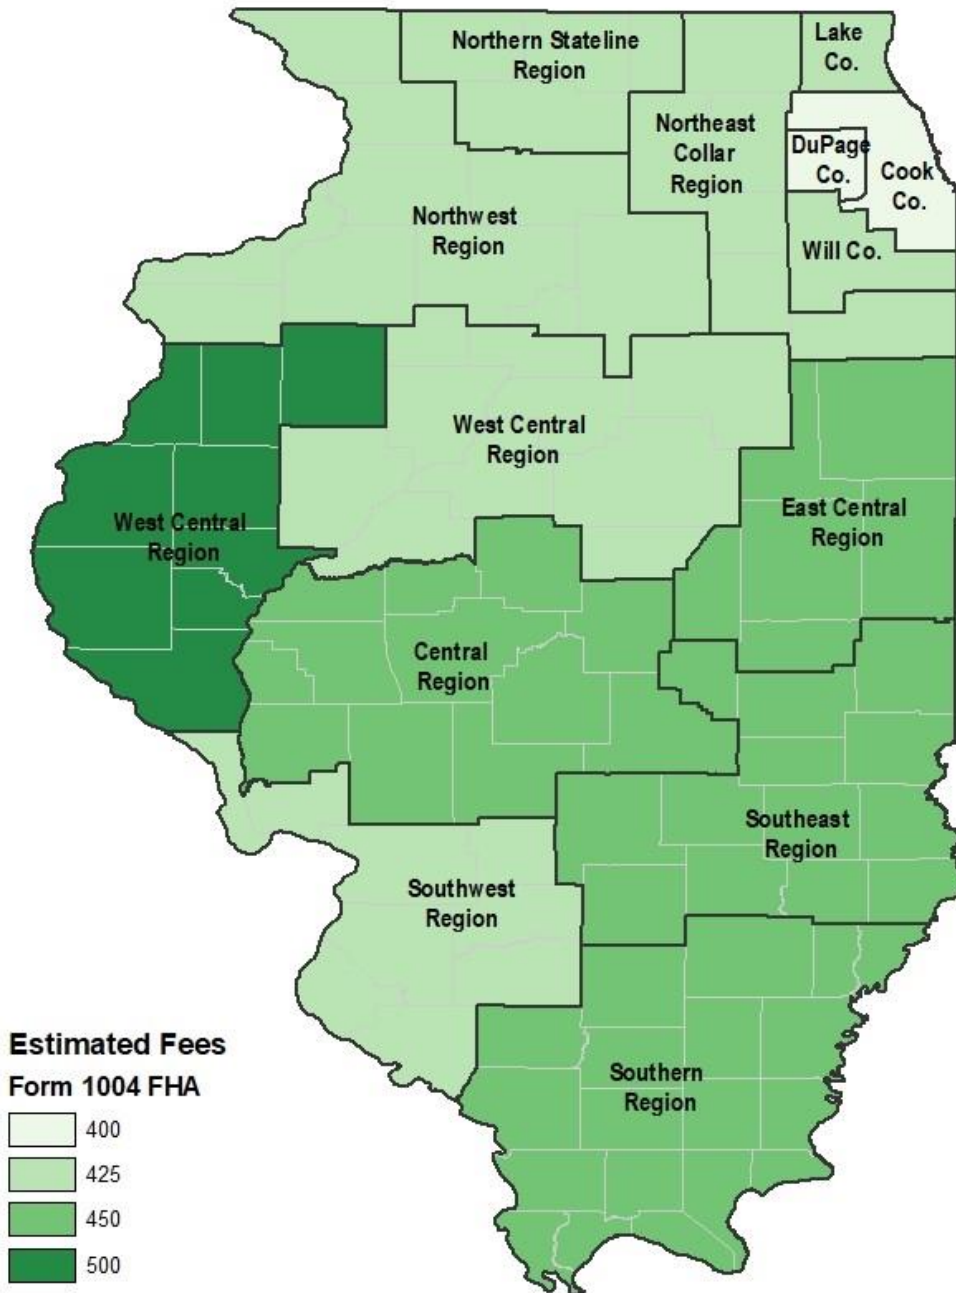 Northern Stateline
Region
Lake
Co.
Northeast
Collar
Region
DuPage
Co.
Cook
Co.
Northwest
Region
Will Co.
West Central
Region
East Central
Region
West Central
Region
Central
Region
Southeast
Region
Southwest
Region
Southern
Region
Estimated Fees
Form 1004 FHA
400
425
450
500